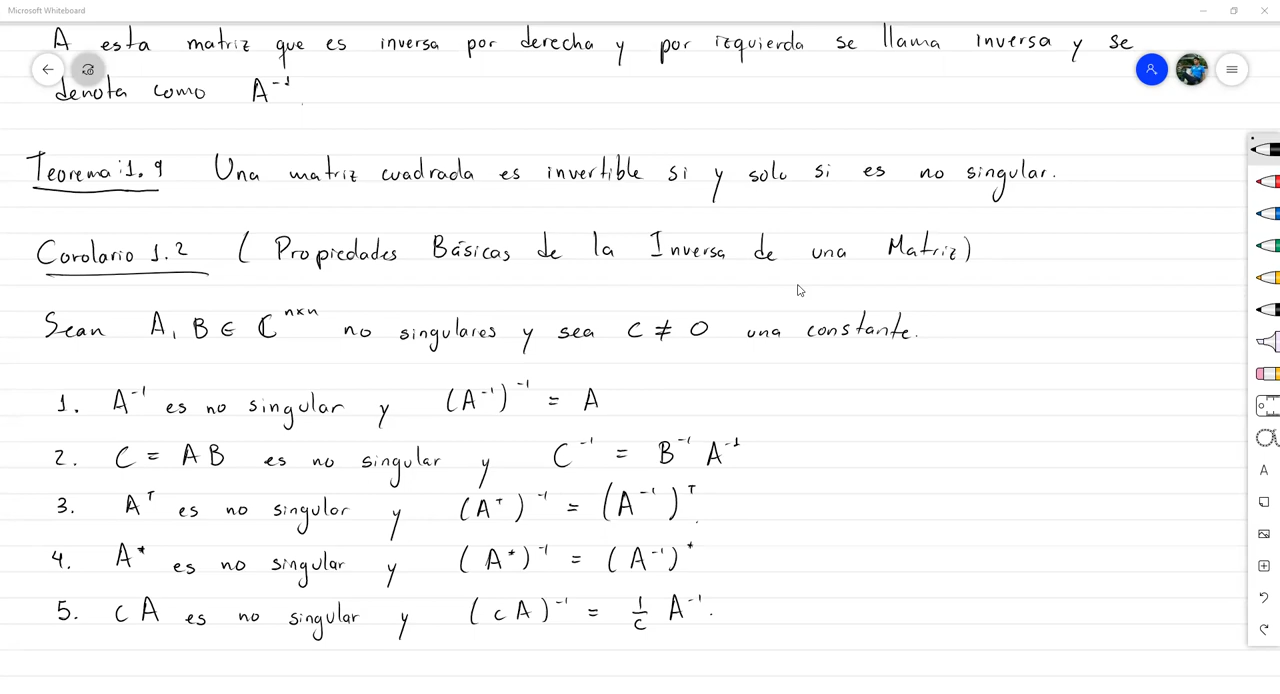 Microsoft Whiteboard
A esta matriz que es inversa por derecha y por izquierda se llama inversa y se
denota como A⁻¹.
Teorema:1.9 Una matriz cuadrada es invertible si y solo si es no singular.
Corolario 1.2 ( Propiedades Básicas de la Inversa de una Matriz)
Sean A, B ∈ ℂⁿˣⁿ no singulares y sea c ≠ 0 una constante.
1. A⁻¹ es no singular y (A⁻¹)⁻¹ = A
2. C = AB es no singular y C⁻¹ = B⁻¹ A⁻¹
3. Aᵀ es no singular y (Aᵀ)⁻¹ = (A⁻¹)ᵀ.
4. A* es no singular y (A*)⁻¹ = (A⁻¹)*
5. cA es no singular y (cA)⁻¹ = 1/c A⁻¹.
A